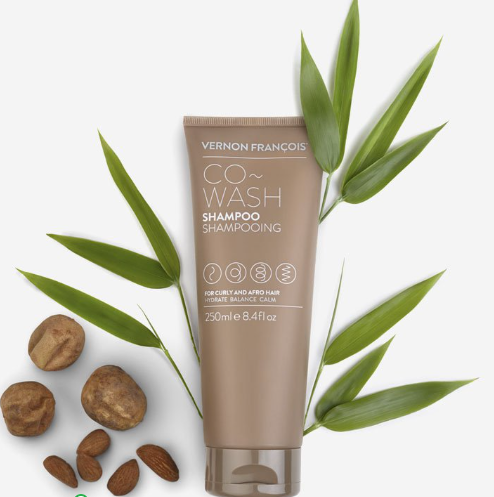 VERNON FRANÇOIS®
CO~
WASH
SHAMPOO
SHAMPOOING
FOR CURLY AND AFRO HAIR
HYDRATE BALANCE CALM
250ml e 8.4fl oz